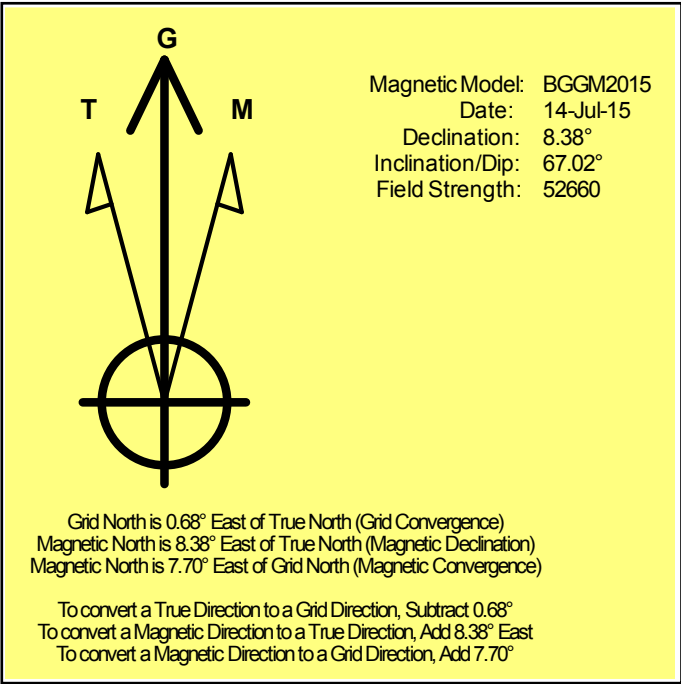 G
T
M
Magnetic Model: BGGM2015
Date: 14-Jul-15
Declination: 8.38°
Inclination/Dip: 67.02°
Field Strength: 52660
Grid North is 0.68° East of True North (Grid Convergence)
Magnetic North is 8.38° East of True North (Magnetic Declination)
Magnetic North is 7.70° East of Grid North (Magnetic Convergence)
To convert a True Direction to a Grid Direction, Subtract 0.68°
To convert a Magnetic Direction to a True Direction, Add 8.38° East
To convert a Magnetic Direction to a Grid Direction, Add 7.70°